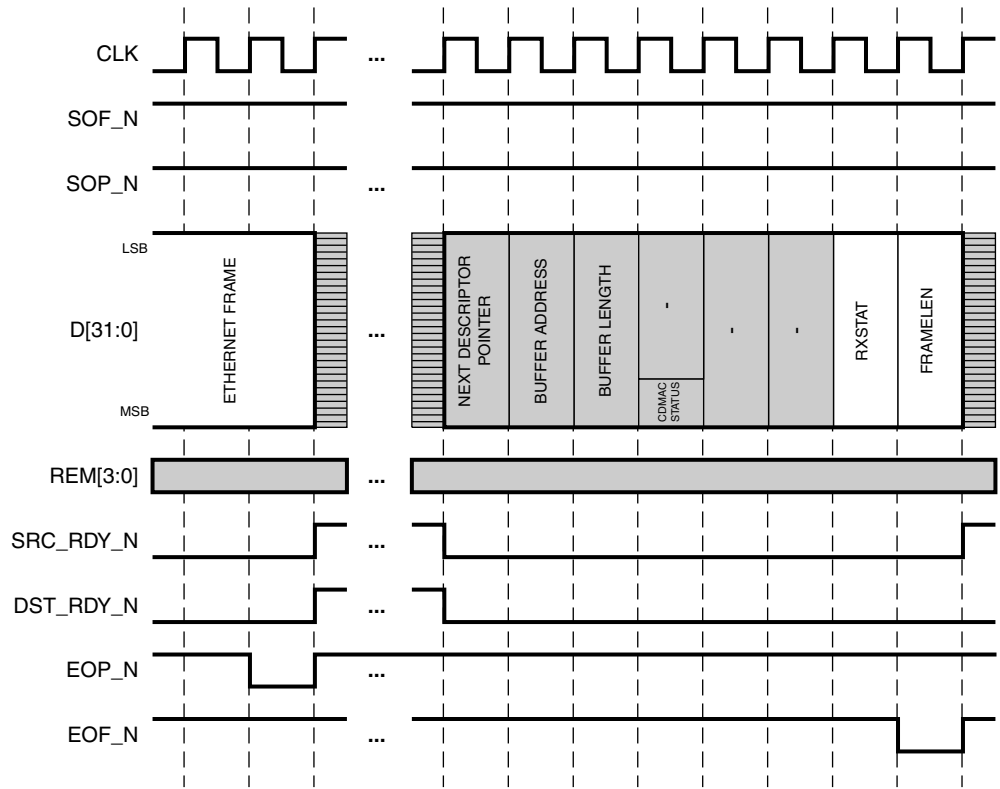 CLK
...
SOF_N
SOP_N
...
LSB
D[31:0]
MSB
ETHERNET FRAME
...
NEXT DESCRIPTOR
POINTER
BUFFER ADDRESS
BUFFER LENGTH
-
CDMAC
STATUS
-
-
RXSTAT
FRAMELEN
REM[3:0]
...
SRC_RDY_N
...
DST_RDY_N
...
EOP_N
...
EOF_N
...